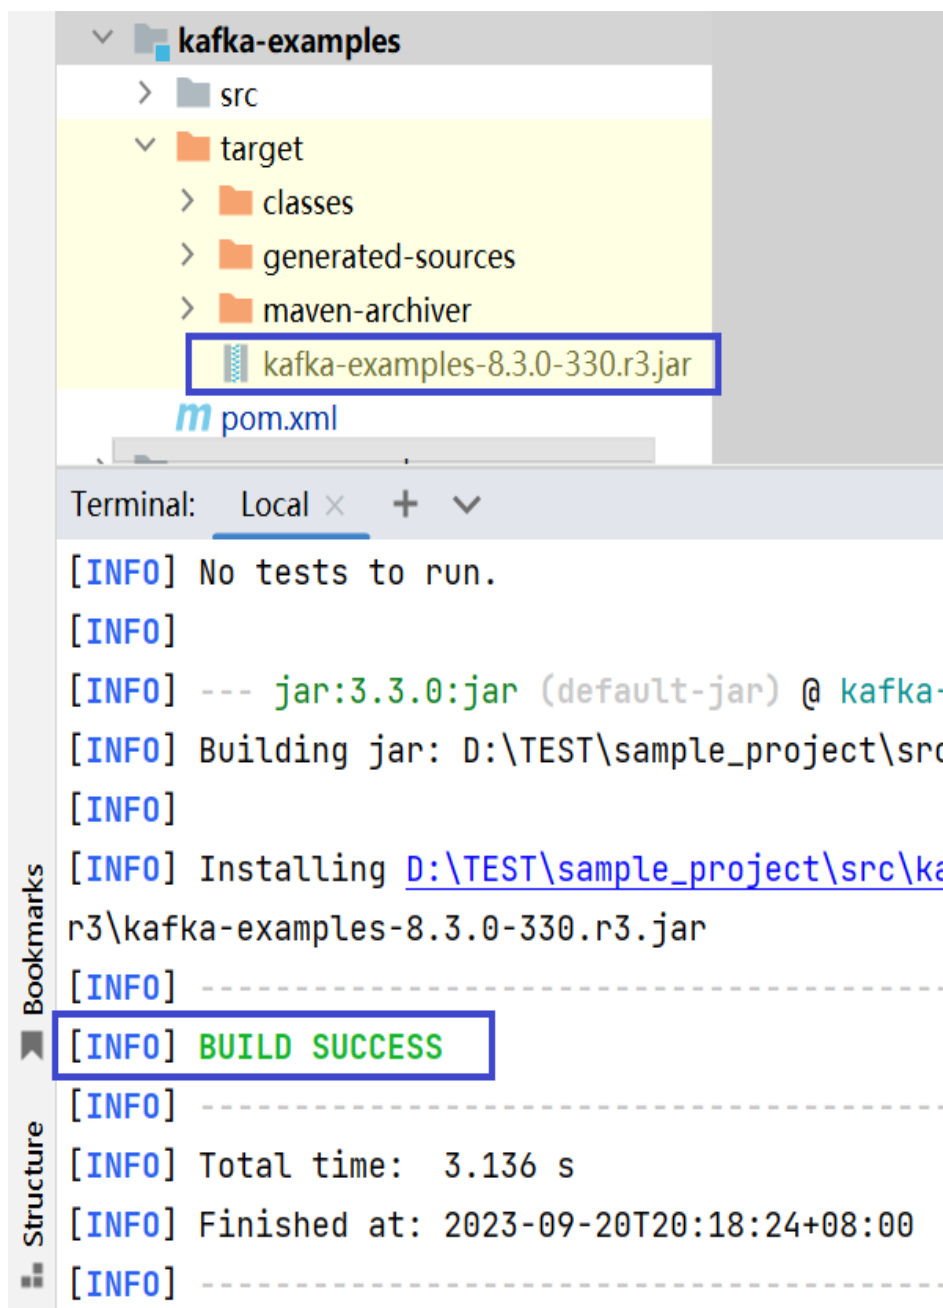 kafka-examples
src
target
classes
generated-sources
maven-archiver
kafka-examples-8.3.0-330.r3.jar
m pom.xml
Terminal: Local × + 
[INFO] No tests to run.
[INFO]
[INFO] --- jar:3.3.0:jar (default-jar) @ kafka-
[INFO] Building jar: D:\TEST\sample_project\src
[INFO]
[INFO] Installing D:\TEST\sample_project\src\ka
r3\kafka-examples-8.3.0-330.r3.jar
[INFO] ----------------------------------------
[INFO] BUILD SUCCESS
[INFO] ----------------------------------------
[INFO] Total time:  3.136 s
[INFO] Finished at: 2023-09-20T20:18:24+08:00
[INFO] ----------------------------------------
Bookmarks
Structure